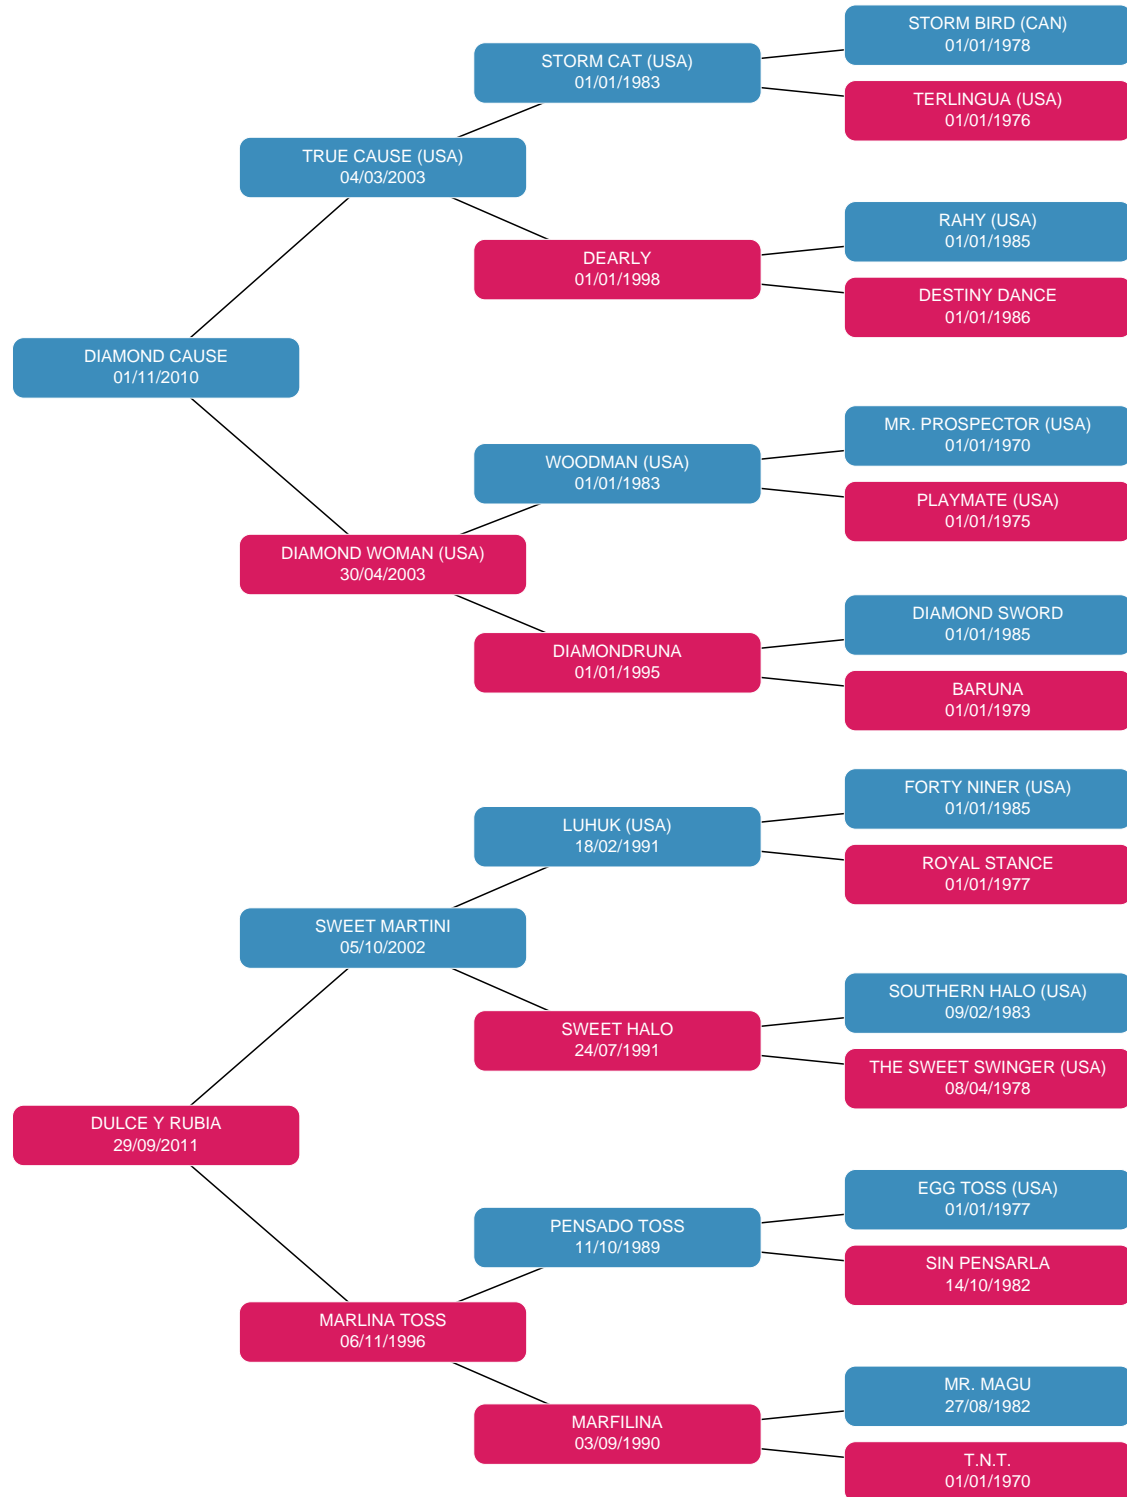 STORM BIRD (CAN)
01/01/1978
STORM CAT (USA)
01/01/1983
TERLINGUA (USA)
01/01/1976
TRUE CAUSE (USA)
04/03/2003
RAHY (USA)
01/01/1985
DEARLY
01/01/1998
DESTINY DANCE
01/01/1986
DIAMOND CAUSE
01/11/2010
MR. PROSPECTOR (USA)
01/01/1970
WOODMAN (USA)
01/01/1983
PLAYMATE (USA)
01/01/1975
DIAMOND WOMAN (USA)
30/04/2003
DIAMOND SWORD
01/01/1985
DIAMONDRUNA
01/01/1995
BARUNA
01/01/1979
FORTY NINER (USA)
01/01/1985
LUHUK (USA)
18/02/1991
ROYAL STANCE
01/01/1977
SWEET MARTINI
05/10/2002
SOUTHERN HALO (USA)
09/02/1983
SWEET HALO
24/07/1991
THE SWEET SWINGER (USA)
08/04/1978
DULCE Y RUBIA
29/09/2011
EGG TOSS (USA)
01/01/1977
PENSADO TOSS
11/10/1989
SIN PENSARLA
14/10/1982
MARLINA TOSS
06/11/1996
MR. MAGU
27/08/1982
MARFILINA
03/09/1990
T.N.T.
01/01/1970